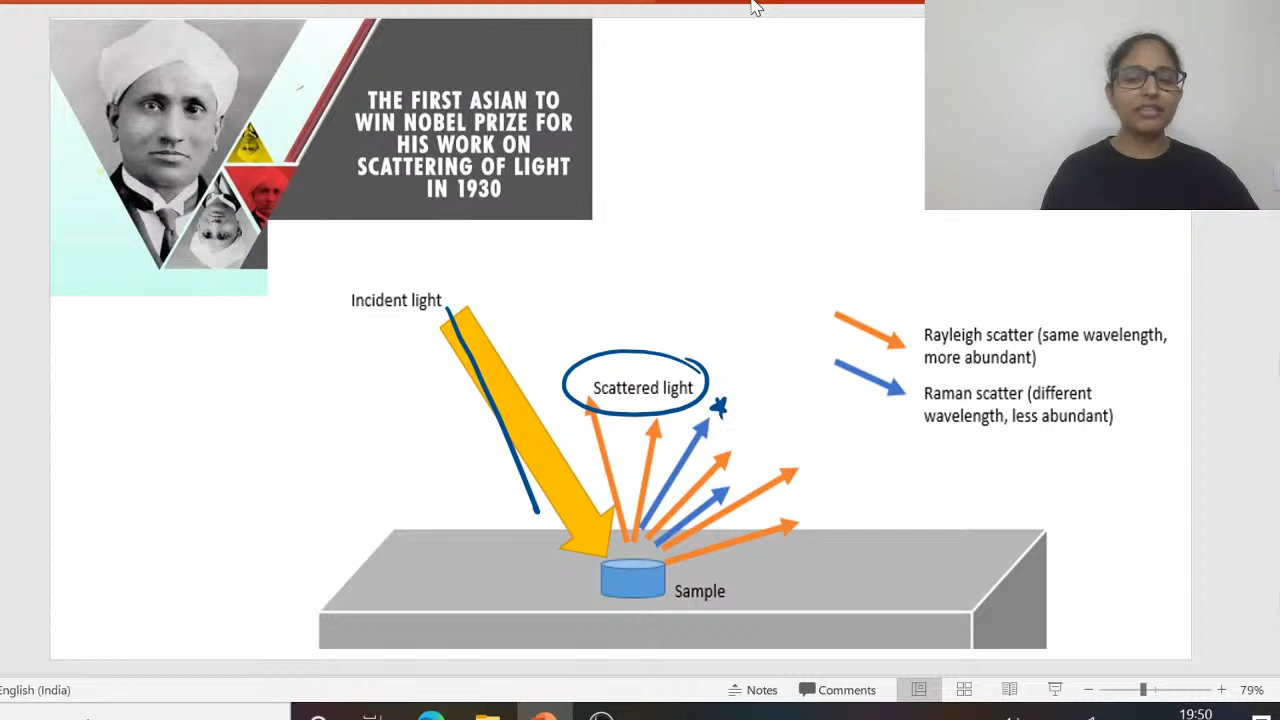 THE FIRST ASIAN TO
WIN NOBEL PRIZE FOR
HIS WORK ON
SCATTERING OF LIGHT
IN 1930
Incident light
Scattered light
Rayleigh scatter (same wavelength,
more abundant)
Raman scatter (different
wavelength, less abundant)
Sample
English (India)
Notes
Comments
79%
19:50